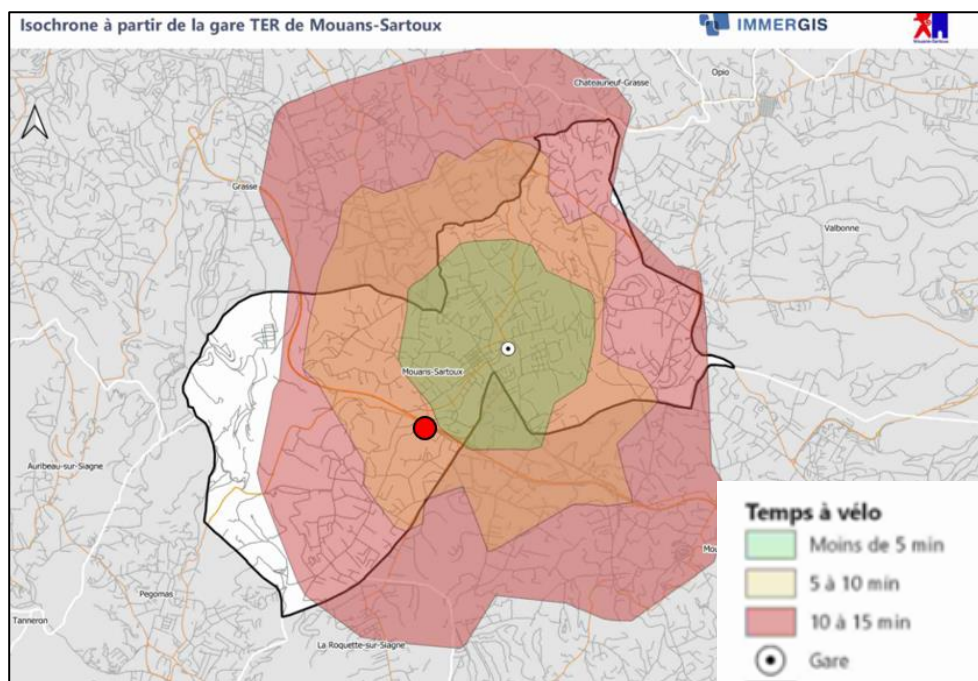 Isochrone à partir de la gare TER de Mouans-Sartoux
IMMERGIS
Mouans-Sartoux
Chateauneuf-Grasse
Opio
Grasse
Valbonne
Mouans-Sartoux
Auribeau-sur-Siagne
Pegomas
Tanneron
La Roquette-sur-Siagne
Temps à vélo
Moins de 5 min
5 à 10 min
10 à 15 min
Gare